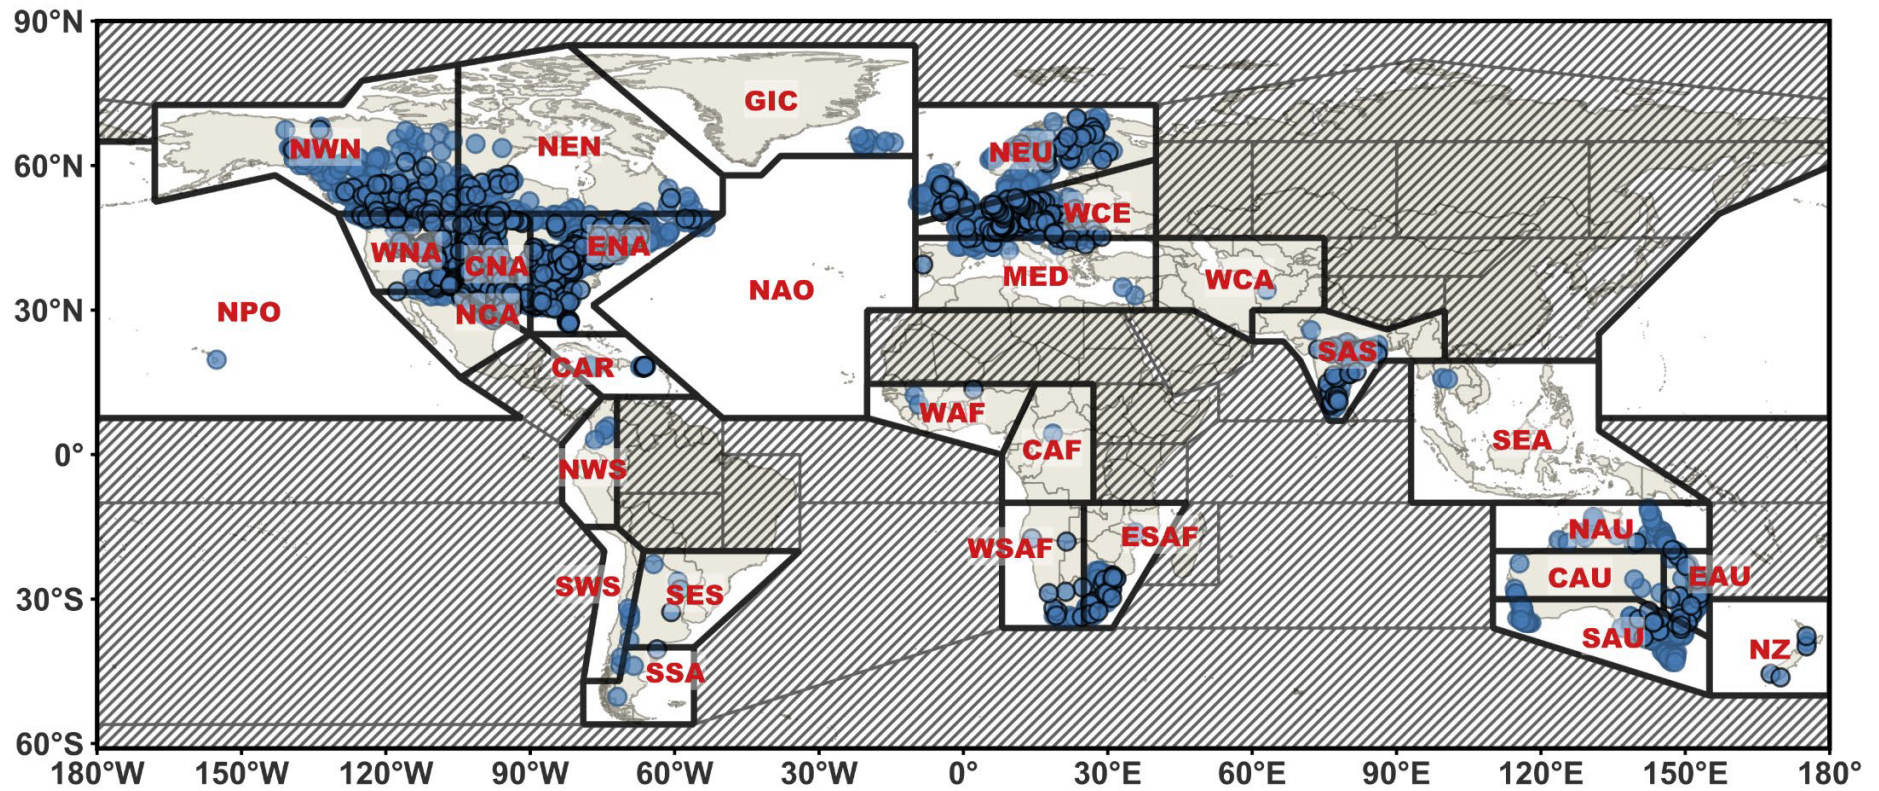 90°N
GIC
NWN
NEN
NEU
60°N
WCE
WNA
ENA
CNA
MED
WCA
NAO
30°N
NPO
NCA
SAS
CAR
WAF
CAF
SEA
0°
NWS
NAU
ESAF
WSAF
CAU
EAU
SWS
SES
30°S
SAU
NZ
SSA
60°S
180°W 150°W 120°W 90°W 60°W 30°W 0° 30°E 60°E 90°E 120°E 150°E 180°